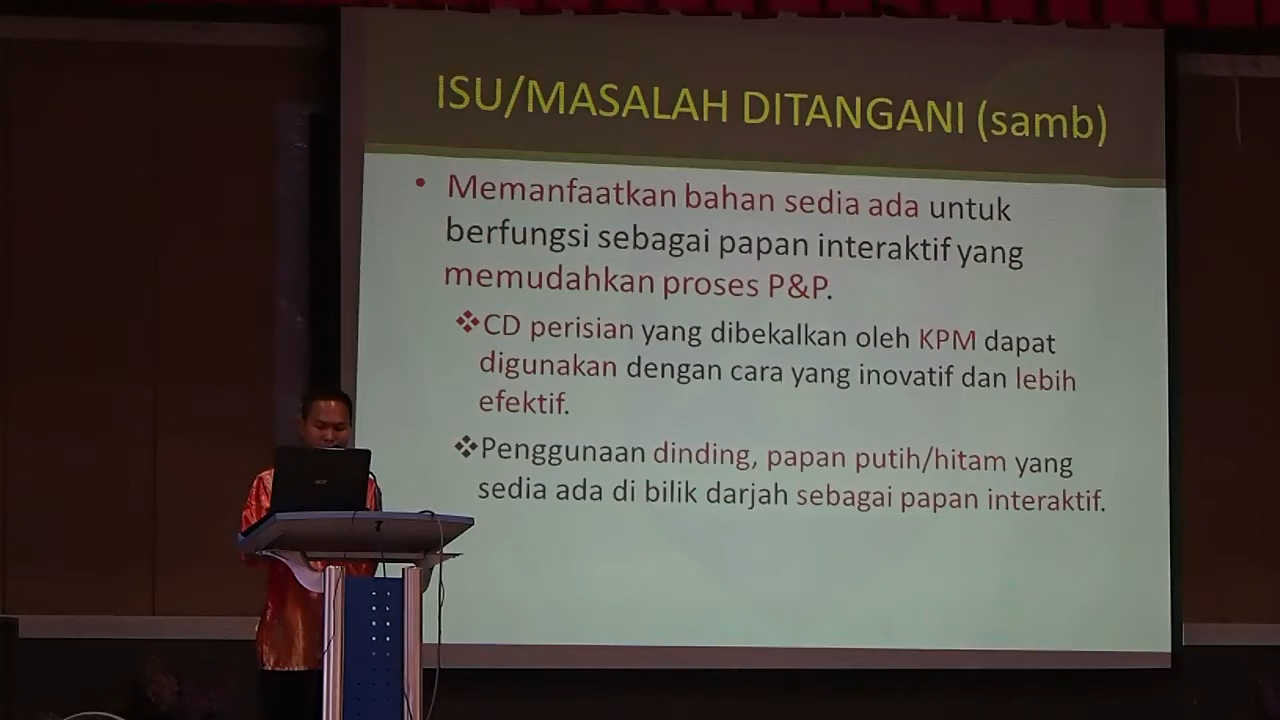 ISU/MASALAH DITANGANI (samb)
• Memanfaatkan bahan sedia ada untuk
berfungsi sebagai papan interaktif yang
memudahkan proses P&P.
❖CD perisian yang dibekalkan oleh KPM dapat
digunakan dengan cara yang inovatif dan lebih
efektif.
❖Penggunaan dinding, papan putih/hitam yang
sedia ada di bilik darjah sebagai papan interaktif.
acer